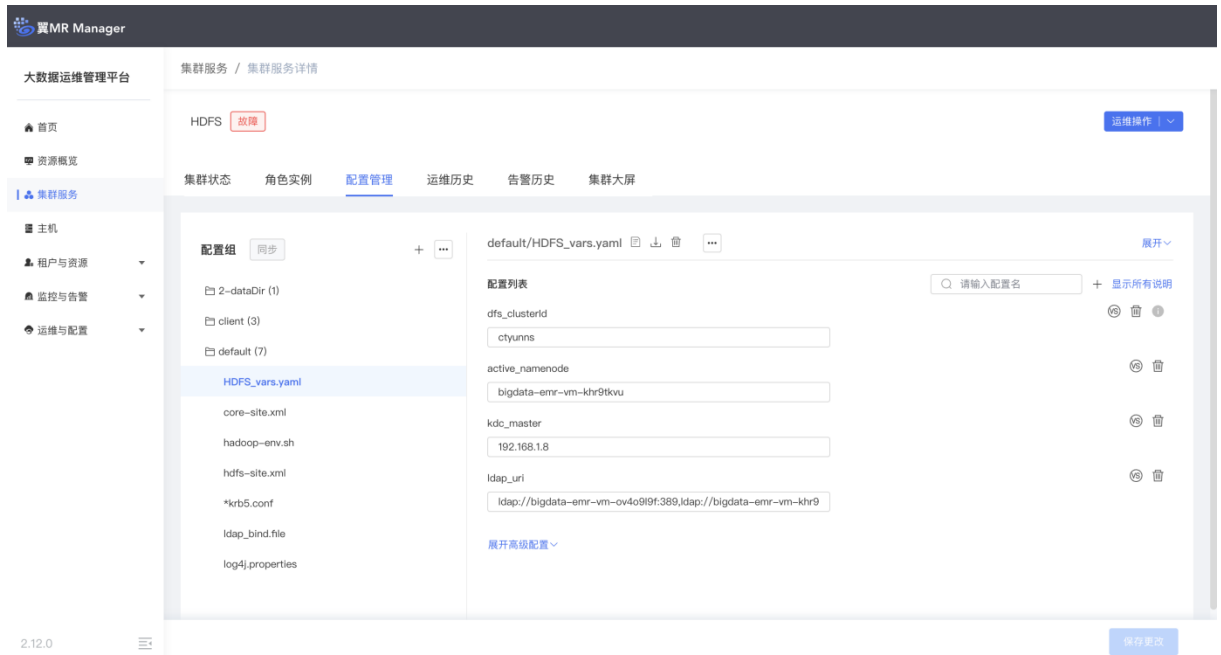 翼MR Manager
大数据运维管理平台
首页
资源概览
集群服务
主机
租户与资源
监控与告警
运维与配置
2.12.0
集群服务 / 集群服务详情
HDFS 故障
运维操作
集群状态 角色实例 配置管理 运维历史 告警历史 集群大屏
配置组 同步
2-dataDir (1)
client (3)
default (7)
HDFS_vars.yaml
core-site.xml
hadoop-env.sh
hdfs-site.xml
*krb5.conf
ldap_bind.file
log4j.properties
default/HDFS_vars.yaml
展开
配置列表
请输入配置名
显示所有说明
dfs_clusterId
VS
ctyunns
active_namenode
VS
bigdata-emr-vm-khr9tkvu
kdc_master
VS
192.168.1.8
ldap_uri
VS
ldap://bigdata-emr-vm-ov4o9l9f:389,ldap://bigdata-emr-vm-khr9
展开高级配置
保存更改